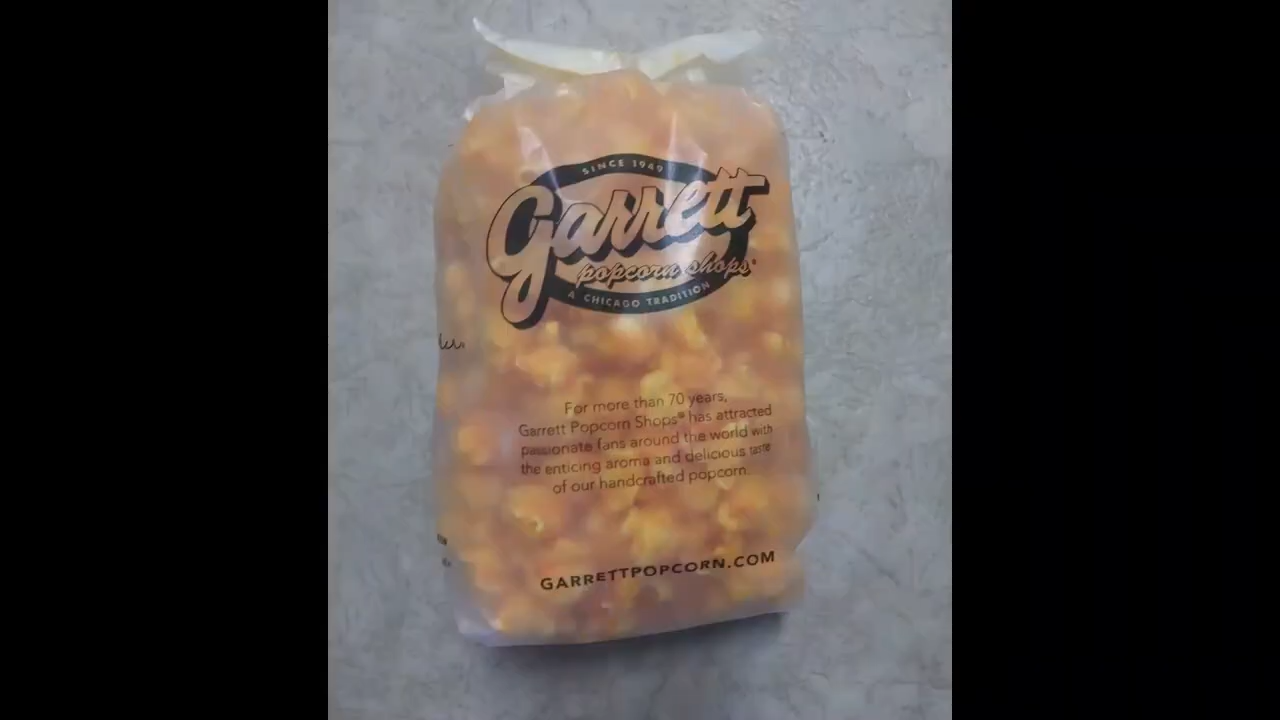 SINCE 1949
Garrett
popcorn shops®
A CHICAGO TRADITION
For more than 70 years,
Garrett Popcorn Shops® has attracted
passionate fans around the world with
the enticing aroma and delicious taste
of our handcrafted popcorn.
GARRETTPOPCORN.COM